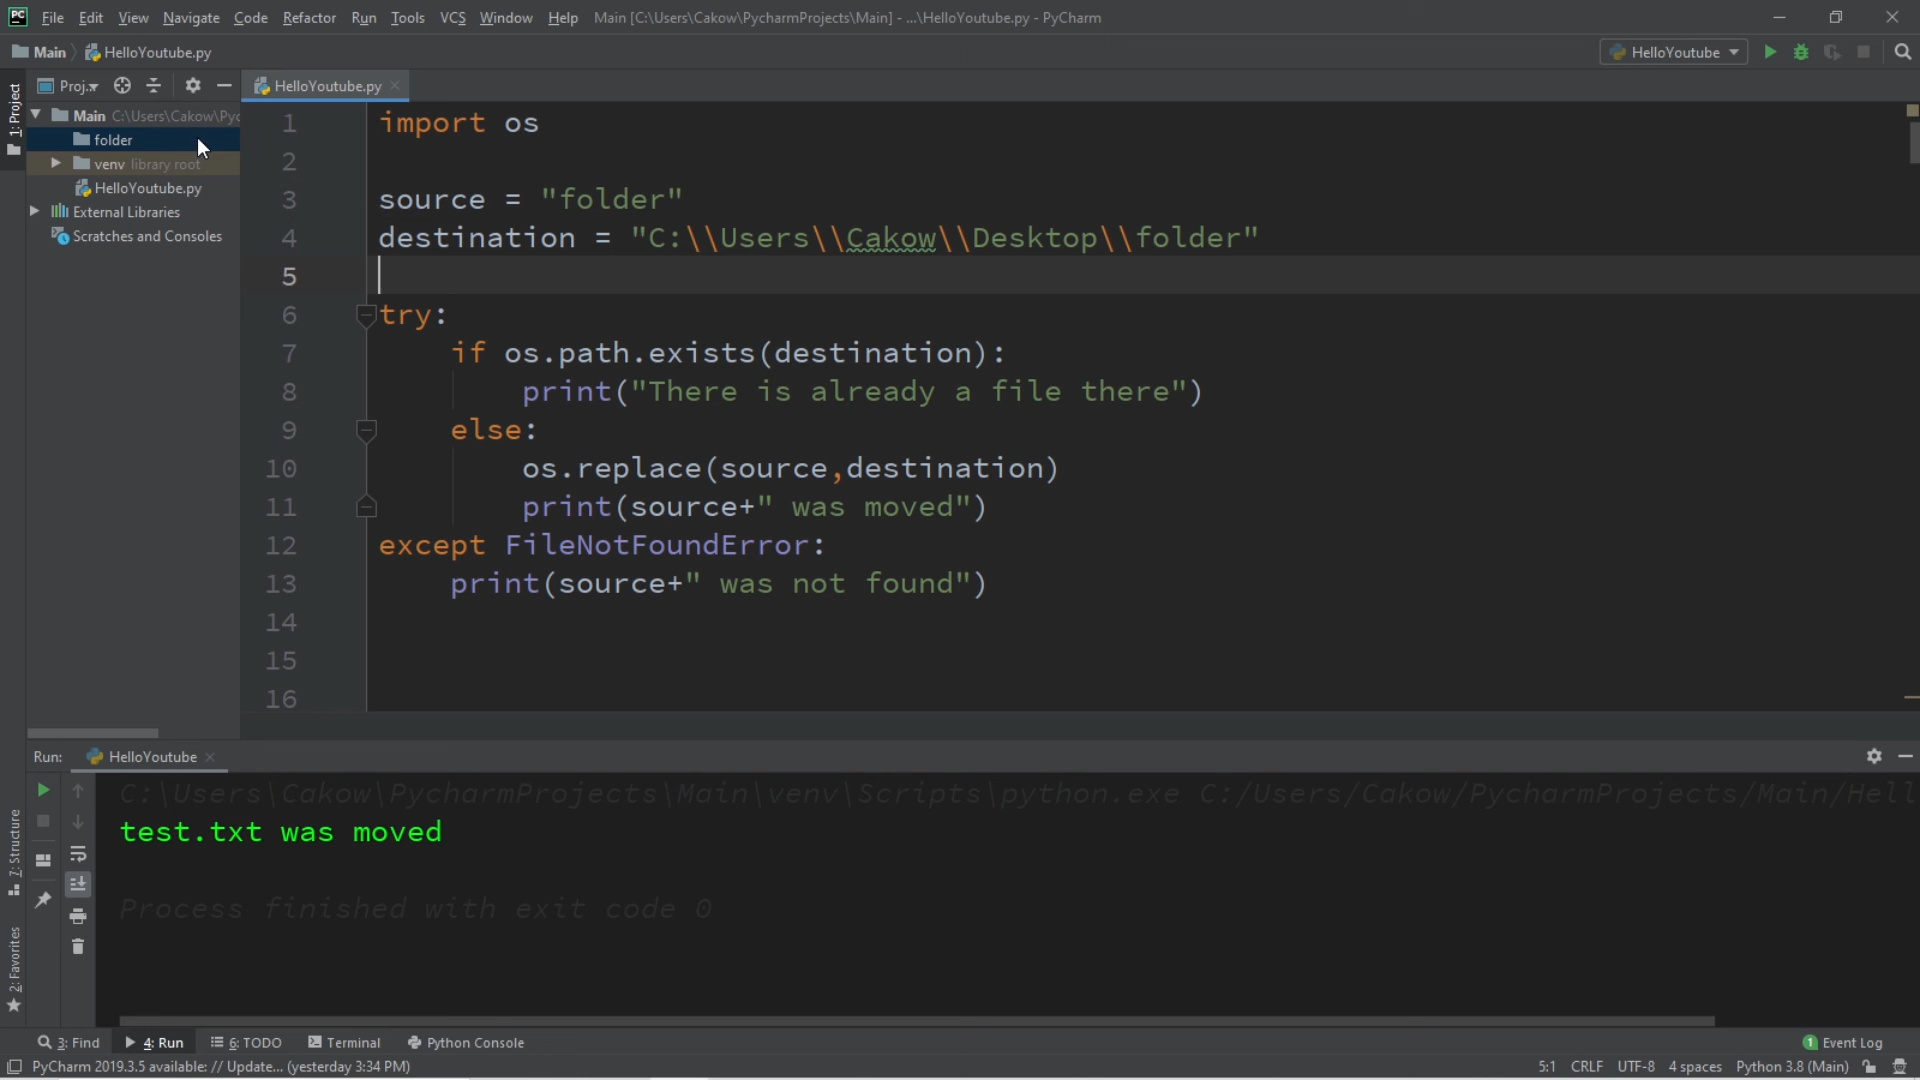 PC File Edit View Navigate Code Refactor Run Tools VCS Window Help Main [C:\Users\Cakow\PycharmProjects\Main] - ...\HelloYoutube.py - PyCharm
Main HelloYoutube.py HelloYoutube
Proj... HelloYoutube.py
1: Project
Main C:\Users\Cakow\Pyc
folder
venv library root
HelloYoutube.py
External Libraries
Scratches and Consoles
1 import os
2
3 source = "folder"
4 destination = "C:\\Users\\Cakow\\Desktop\\folder"
5
6 try:
7 if os.path.exists(destination):
8 print("There is already a file there")
9 else:
10 os.replace(source,destination)
11 print(source+" was moved")
12 except FileNotFoundError:
13 print(source+" was not found")
14
15
16
Run: HelloYoutube
C:\Users\Cakow\PycharmProjects\Main\venv\Scripts\python.exe C:/Users/Cakow/PycharmProjects/Main/Hell
test.txt was moved
Process finished with exit code 0
7: Structure
2: Favorites
3: Find 4: Run 6: TODO Terminal Python Console 1 Event Log
PyCharm 2019.3.5 available: // Update... (yesterday 3:34 PM) 5:1 CRLF UTF-8 4 spaces Python 3.8 (Main)